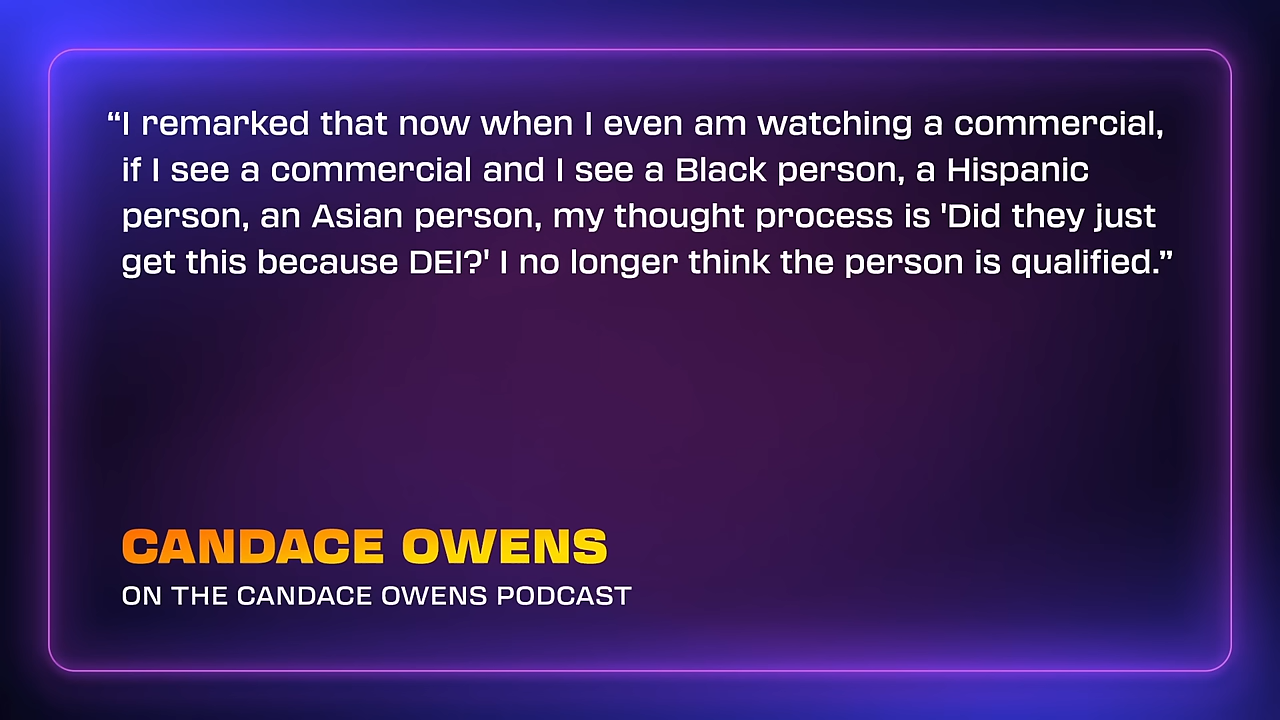 “I remarked that now when I even am watching a commercial,
if I see a commercial and I see a Black person, a Hispanic
person, an Asian person, my thought process is 'Did they just
get this because DEI?' I no longer think the person is qualified.”
CANDACE OWENS
ON THE CANDACE OWENS PODCAST